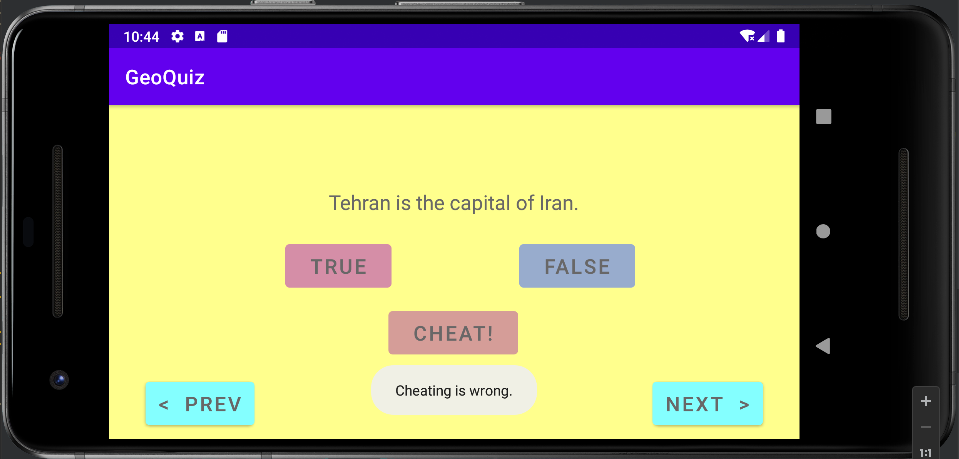 10:44
GeoQuiz
Tehran is the capital of Iran.
TRUE
FALSE
CHEAT!
Cheating is wrong.
< PREV
NEXT >
1:1